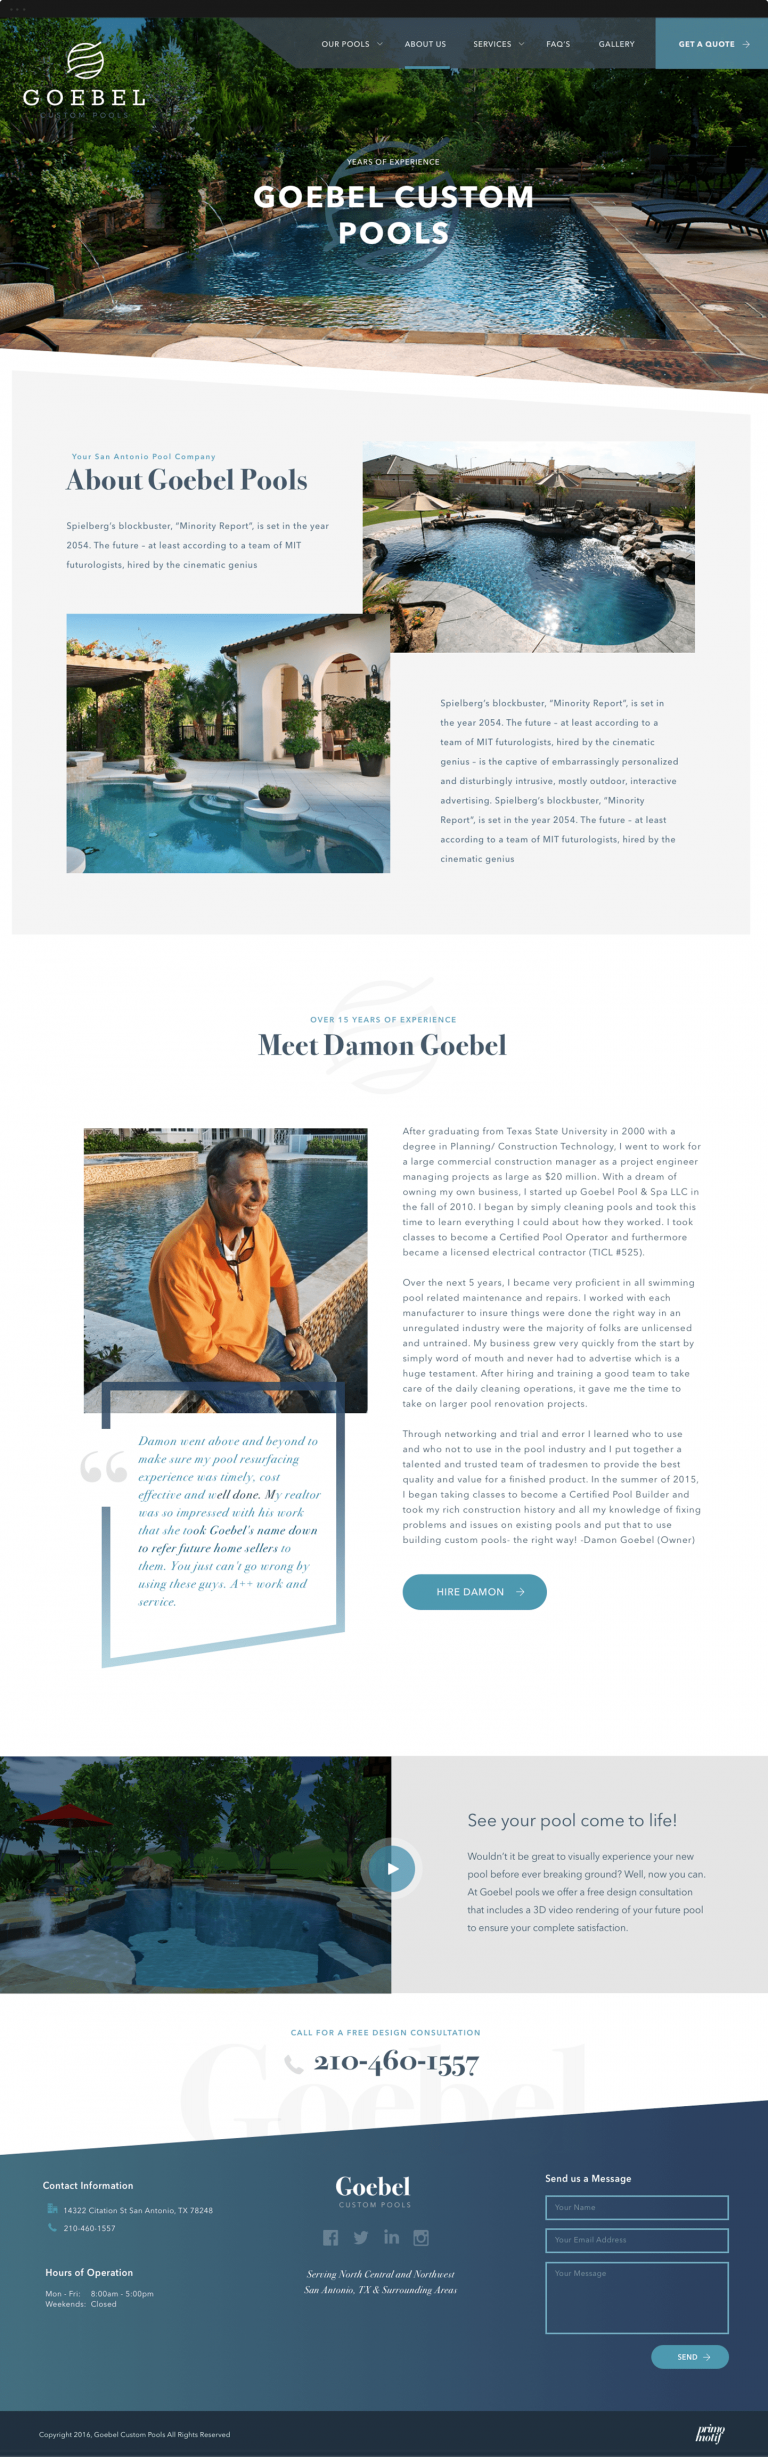 GOEBEL
CUSTOM POOLS
OUR POOLS
ABOUT US
SERVICES
FAQ'S
GALLERY
GET A QUOTE
YEARS OF EXPERIENCE
GOEBEL CUSTOM
POOLS
Your San Antonio Pool Company
About Goebel Pools
Spielberg's blockbuster, "Minority Report", is set in the year
2054. The future – at least according to a team of MIT
futurologists, hired by the cinematic genius
Spielberg's blockbuster, "Minority Report", is set in
the year 2054. The future – at least according to a
team of MIT futurologists, hired by the cinematic
genius – is the captive of embarrassingly personalized
and disturbingly intrusive, mostly outdoor, interactive
advertising. Spielberg's blockbuster, "Minority
Report", is set in the year 2054. The future – at least
according to a team of MIT futurologists, hired by the
cinematic genius
OVER 15 YEARS OF EXPERIENCE
Meet Damon Goebel
After graduating from Texas State University in 2000 with a
degree in Planning/ Construction Technology, I went to work for
a large commercial construction manager as a project engineer
managing projects as large as $20 million. With a dream of
owning my own business, I started up Goebel Pool & Spa LLC in
the fall of 2010. I began by simply cleaning pools and took this
time to learn everything I could about how they worked. I took
classes to become a Certified Pool Operator and furthermore
became a licensed electrical contractor (TICL #525).
Over the next 5 years, I became very proficient in all swimming
pool related maintenance and repairs. I worked with each
manufacturer to insure things were done the right way in an
unregulated industry were the majority of folks are unlicensed
and untrained. My business grew very quickly from the start by
simply word of mouth and never had to advertise which is a
huge testament. After hiring and training a good team to take
care of the daily cleaning operations, it gave me the time to
take on larger pool renovation projects.
Through networking and trial and error I learned who to use
and who not to use in the pool industry and I put together a
talented and trusted team of tradesmen to provide the best
quality and value for a finished product. In the summer of 2015,
I began taking classes to become a Certified Pool Builder and
took my rich construction history and all my knowledge of fixing
problems and issues on existing pools and put that to use
building custom pools- the right way! -Damon Goebel (Owner)
HIRE DAMON
“
Damon went above and beyond to
make sure my pool resurfacing
experience was timely, cost
effective and well done. My realtor
was so impressed with his work
that she took Goebel's name down
to refer future home sellers to
them. You just can't go wrong by
using these guys. A++ work and
service.
See your pool come to life!
Wouldn't it be great to visually experience your new
pool before ever breaking ground? Well, now you can.
At Goebel pools we offer a free design consultation
that includes a 3D video rendering of your future pool
to ensure your complete satisfaction.
Goebel
CALL FOR A FREE DESIGN CONSULTATION
210-460-1557
Contact Information
14322 Citation St San Antonio, TX 78248
210-460-1557
Hours of Operation
Mon - Fri: 8:00am - 5:00pm
Weekends: Closed
Goebel
CUSTOM POOLS
Serving North Central and Northwest
San Antonio, TX & Surrounding Areas
Send us a Message
Your Name
Your Email Address
Your Message
SEND
Copyright 2016, Goebel Custom Pools All Rights Reserved
primo
motif